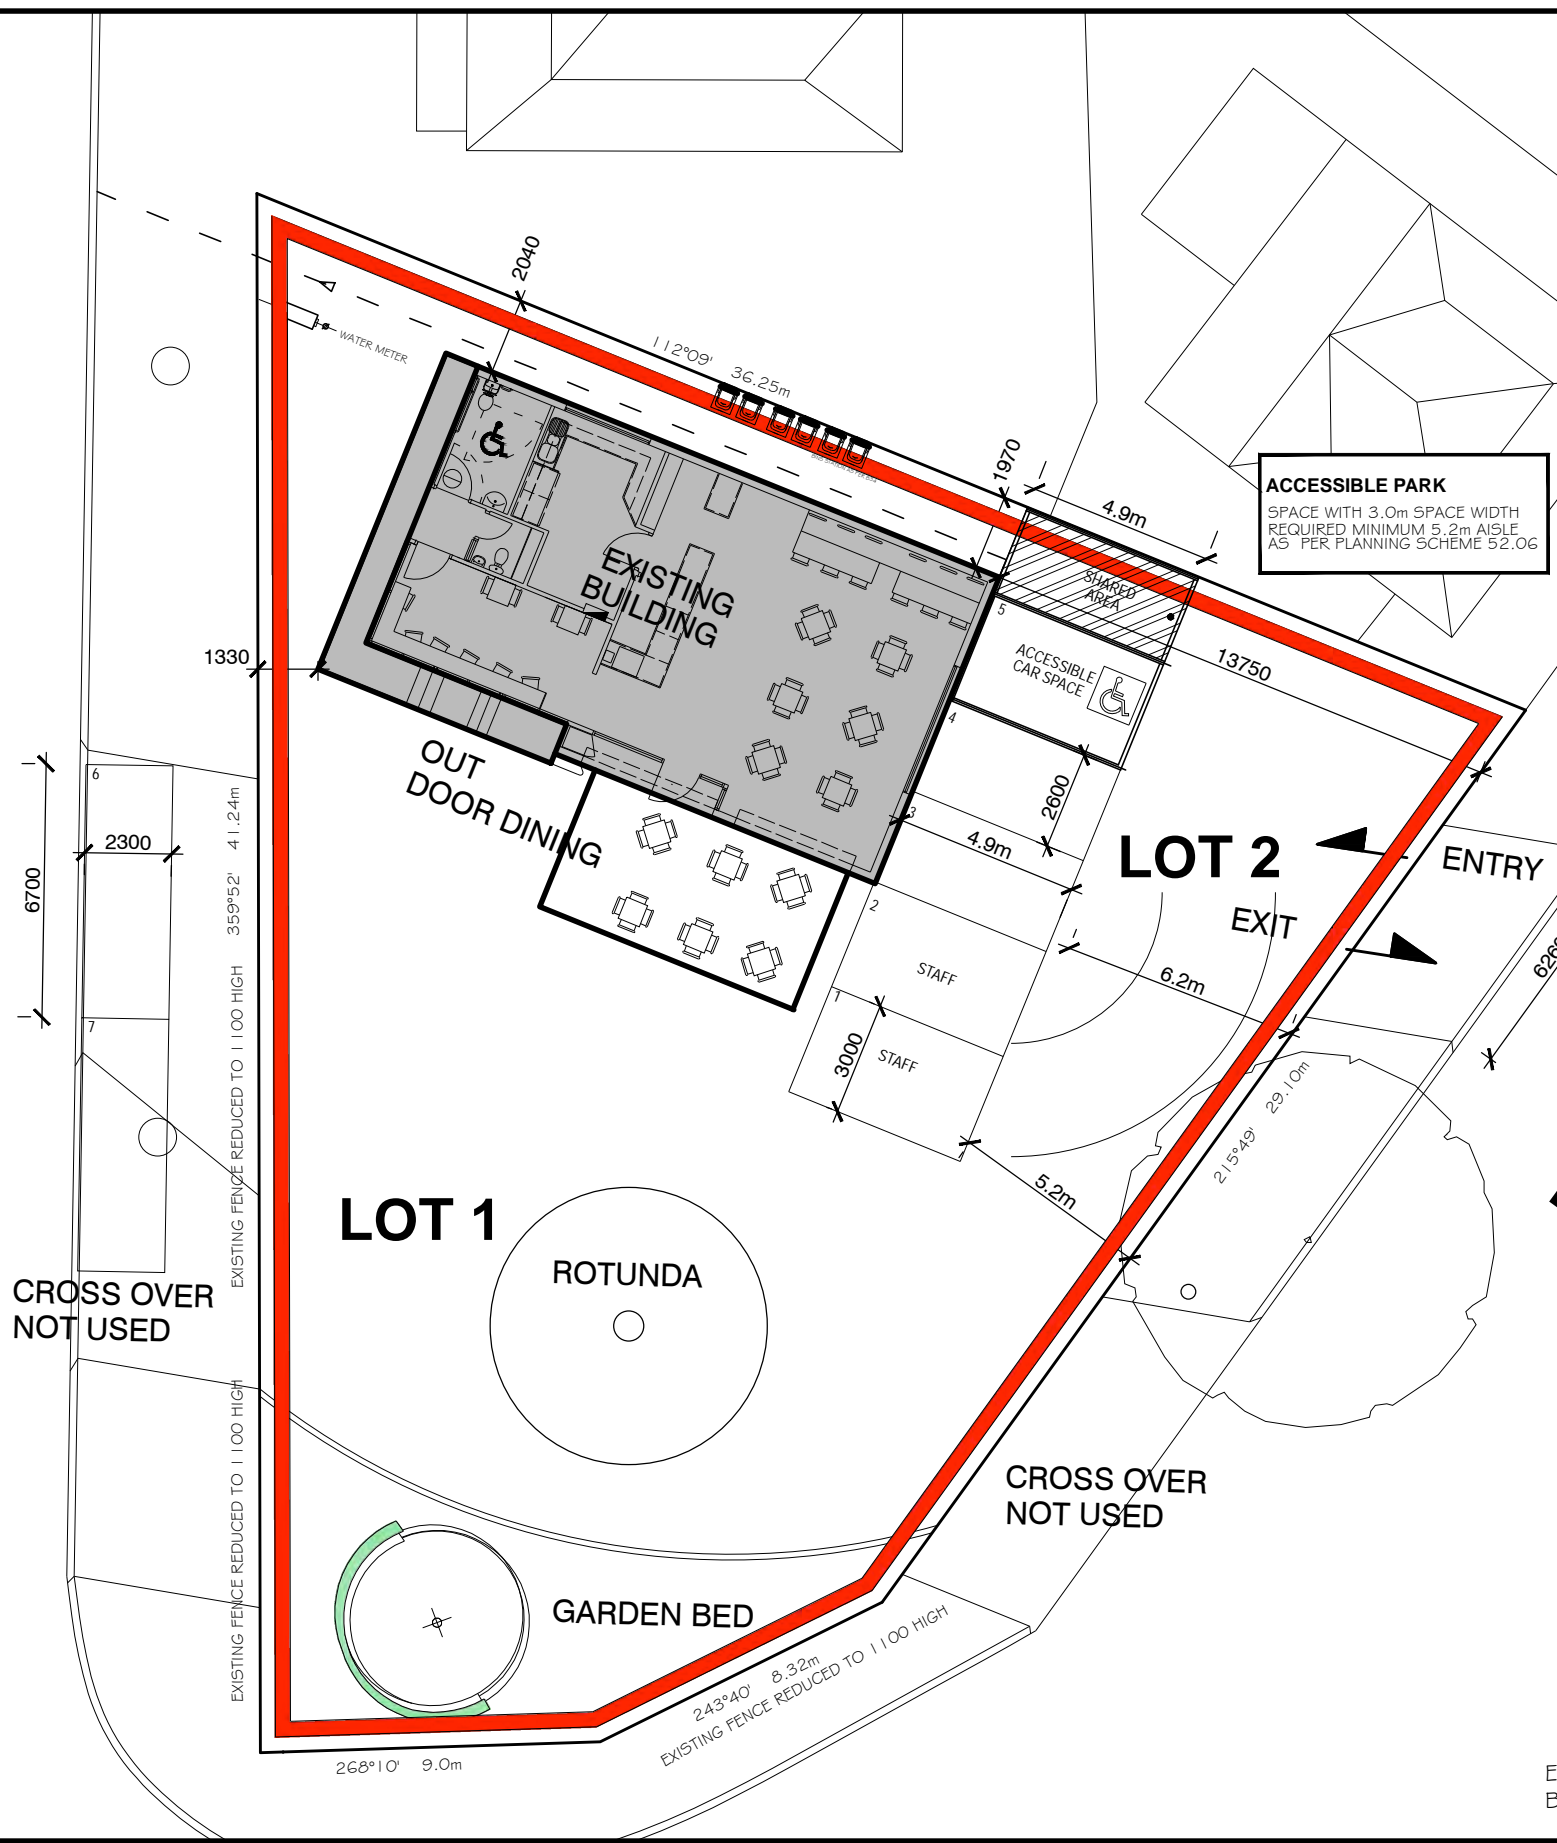 2040
112°09' 36.25m
WATER METER
1970
4.9m
ACCESSIBLE PARK
SPACE WITH 3.0m SPACE WIDTH
REQUIRED MINIMUM 5.2m AISLE
AS PER PLANNING SCHEME 52.06
EXISTING
BUILDING
SHARED
AREA
5
ACCESSIBLE
CAR SPACE
13750
1330
4
OUT
DOOR DINING
6
2300
6700
7
2600
3
4.9m
LOT 2
ENTRY
EXIT
359°52' 41.24m
2
STAFF
6.2m
1
3000
STAFF
EXISTING FENCE REDUCED TO 1100 HIGH
215°49' 29.10m
5.2m
LOT 1
ROTUNDA
CROSS OVER
NOT USED
EXISTING FENCE REDUCED TO 1100 HIGH
CROSS OVER
NOT USED
GARDEN BED
243°40' 8.32m
EXISTING FENCE REDUCED TO 1100 HIGH
268°10' 9.0m